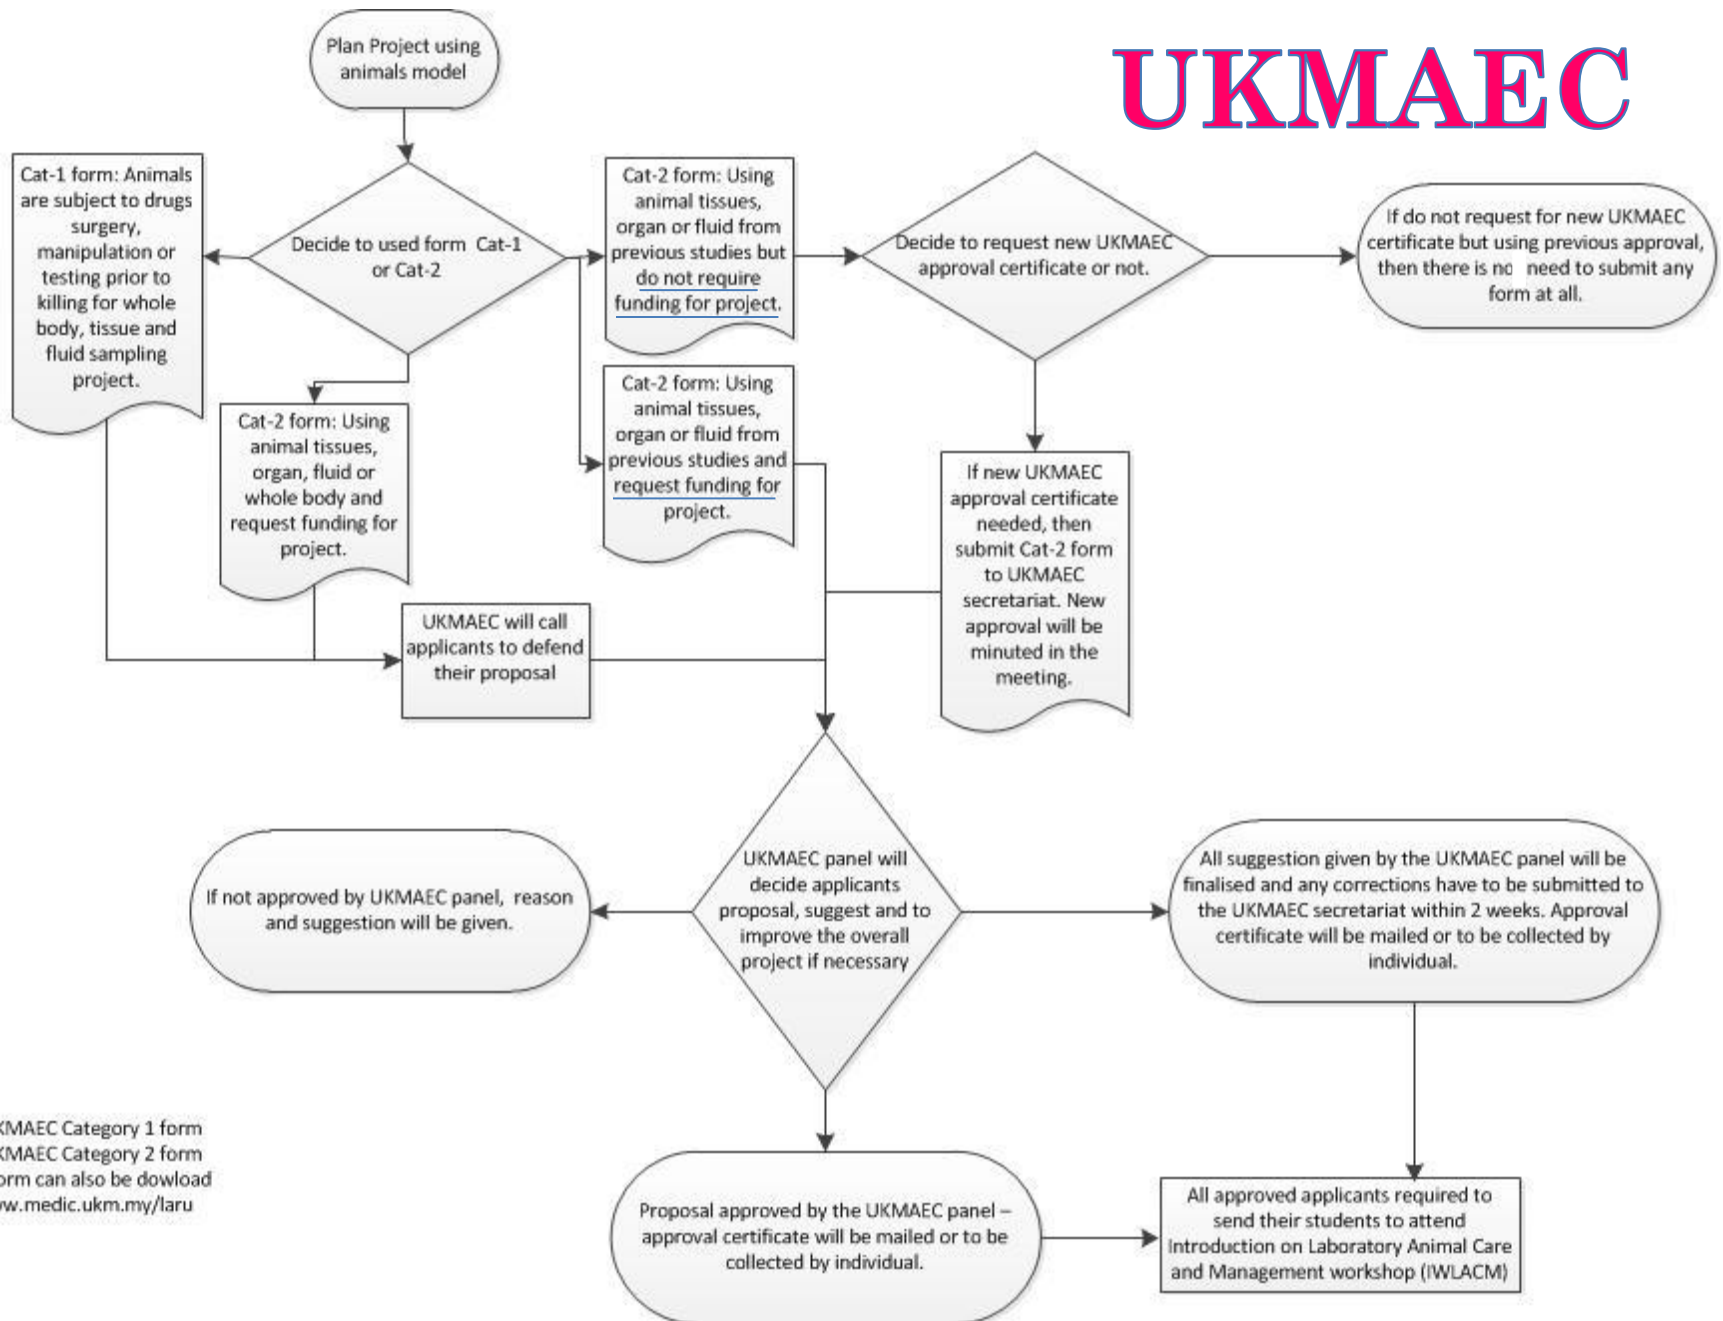 UKMAEC
Plan Project using
animals model
Cat-1 form: Animals
are subject to drugs
surgery,
manipulation or
testing prior to
killing for whole
body, tissue and
fluid sampling
project.
Decide to used form Cat-1
or Cat-2
Cat-2 form: Using
animal tissues,
organ or fluid from
previous studies but
do not require
funding for project.
Decide to request new UKMAEC
approval certificate or not.
If do not request for new UKMAEC
certificate but using previous approval,
then there is no need to submit any
form at all.
Cat-2 form: Using
animal tissues,
organ, fluid or
whole body and
request funding for
project.
Cat-2 form: Using
animal tissues,
organ or fluid from
previous studies and
request funding for
project.
If new UKMAEC
approval certificate
needed, then
submit Cat-2 form
to UKMAEC
secretariat. New
approval will be
minuted in the
meeting.
UKMAEC will call
applicants to defend
their proposal
If not approved by UKMAEC panel, reason
and suggestion will be given.
UKMAEC panel will
decide applicants
proposal, suggest and to
improve the overall
project if necessary
All suggestion given by the UKMAEC panel will be
finalised and any corrections have to be submitted to
the UKMAEC secretariat within 2 weeks. Approval
certificate will be mailed or to be collected by
individual.
Category 1 form
Category 2 form
can also be dowload
Proposal approved by the UKMAEC panel –
approval certificate will be mailed or to be
collected by individual.
All approved applicants required to
send their students to attend
Introduction on Laboratory Animal Care
and Management workshop (IWLACM)